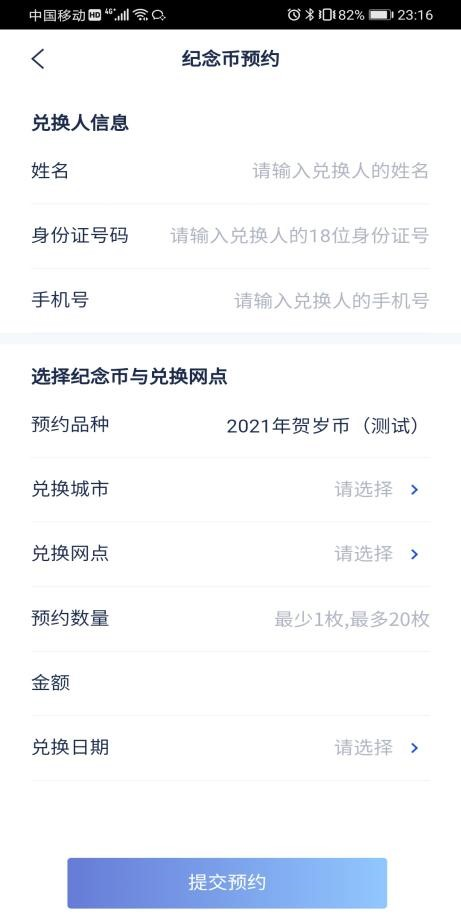 中国移动 HD 4G+ 82% 23:16
纪念币预约
兑换人信息
姓名 请输入兑换人的姓名
身份证号码 请输入兑换人的18位身份证号
手机号 请输入兑换人的手机号
选择纪念币与兑换网点
预约品种 2021年贺岁币（测试）
兑换城市 请选择
兑换网点 请选择
预约数量 最少1枚,最多20枚
金额
兑换日期 请选择
提交预约